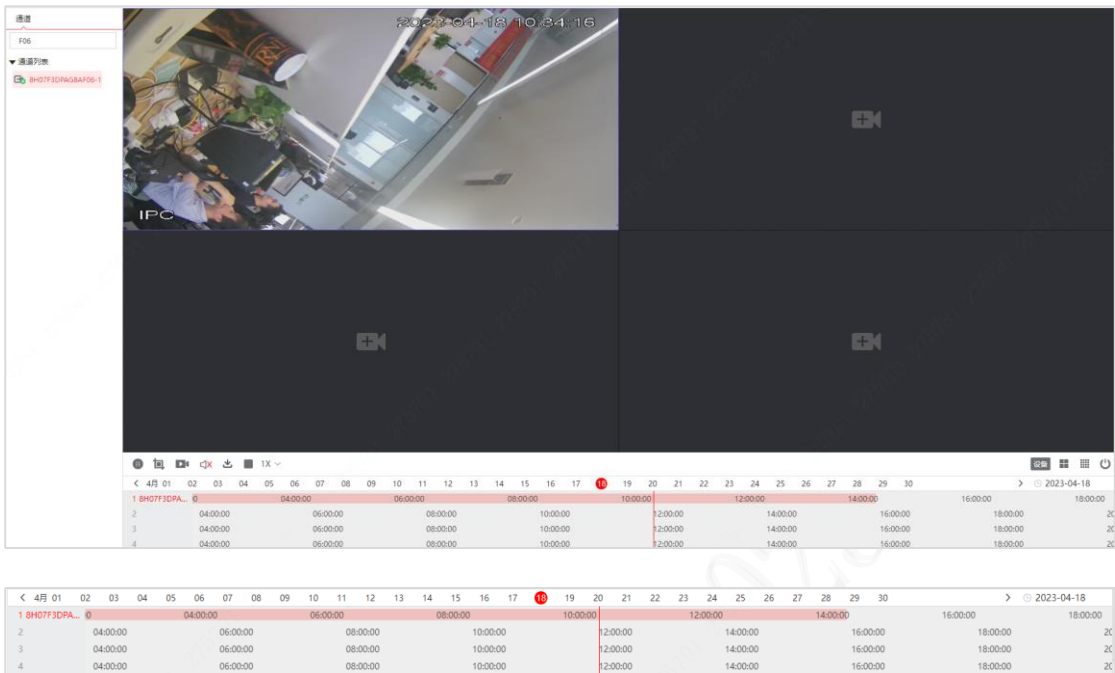 通道
F06
通道列表
8H07F3DPAGBAF06-1
2023-04-18 10:34:16
IPC
1X
设备
4月 01 02 03 04 05 06 07 08 09 10 11 12 13 14 15 16 17 18 19 20 21 22 23 24 25 26 27 28 29 30 2023-04-18
1 8H07F3DPA... 0 04:00:00 06:00:00 08:00:00 10:00:00 12:00:00 14:00:00 16:00:00 18:00:00
2 04:00:00 06:00:00 08:00:00 10:00:00 12:00:00 14:00:00 16:00:00 18:00:00 20
3 04:00:00 06:00:00 08:00:00 10:00:00 12:00:00 14:00:00 16:00:00 18:00:00 20
4 04:00:00 06:00:00 08:00:00 10:00:00 12:00:00 14:00:00 16:00:00 18:00:00 20
4月 01 02 03 04 05 06 07 08 09 10 11 12 13 14 15 16 17 18 19 20 21 22 23 24 25 26 27 28 29 30 2023-04-18
1 8H07F3DPA... 0 04:00:00 06:00:00 08:00:00 10:00:00 12:00:00 14:00:00 16:00:00 18:00:00
2 04:00:00 06:00:00 08:00:00 10:00:00 12:00:00 14:00:00 16:00:00 18:00:00 20
3 04:00:00 06:00:00 08:00:00 10:00:00 12:00:00 14:00:00 16:00:00 18:00:00 20
4 04:00:00 06:00:00 08:00:00 10:00:00 12:00:00 14:00:00 16:00:00 18:00:00 20